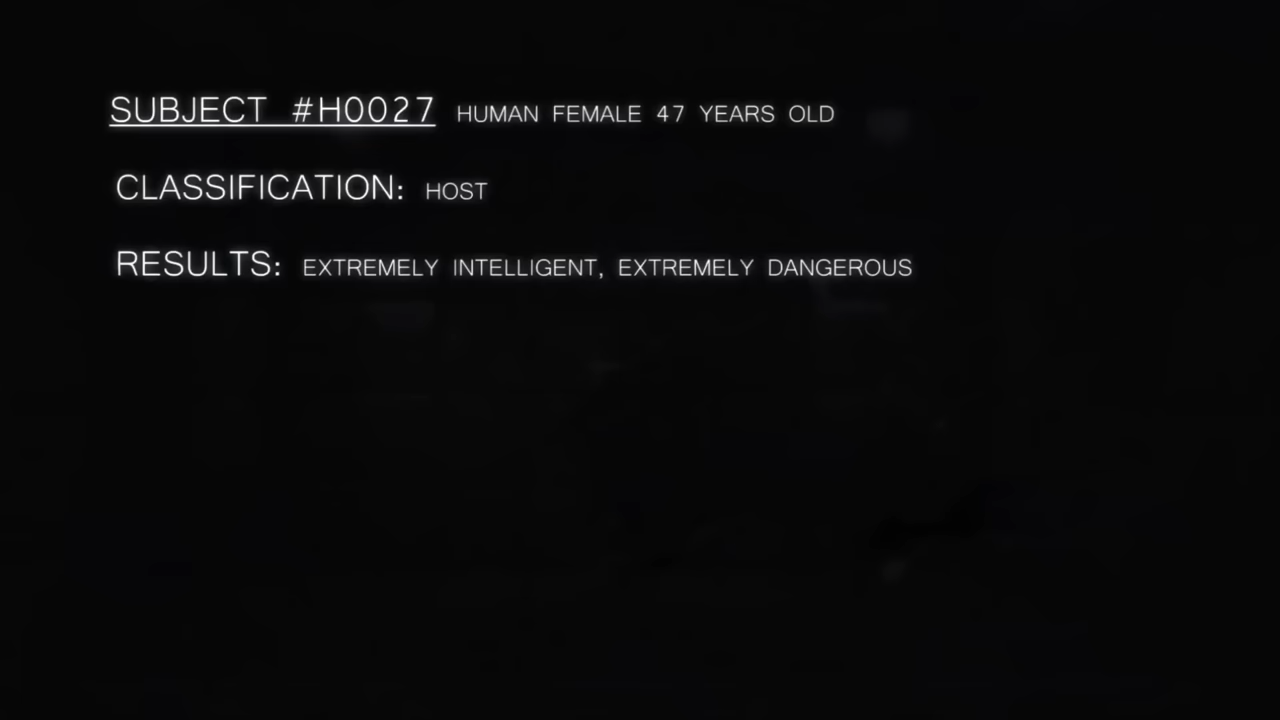 SUBJECT #H0027 HUMAN FEMALE 47 YEARS OLD
CLASSIFICATION: HOST
RESULTS: EXTREMELY INTELLIGENT, EXTREMELY DANGEROUS